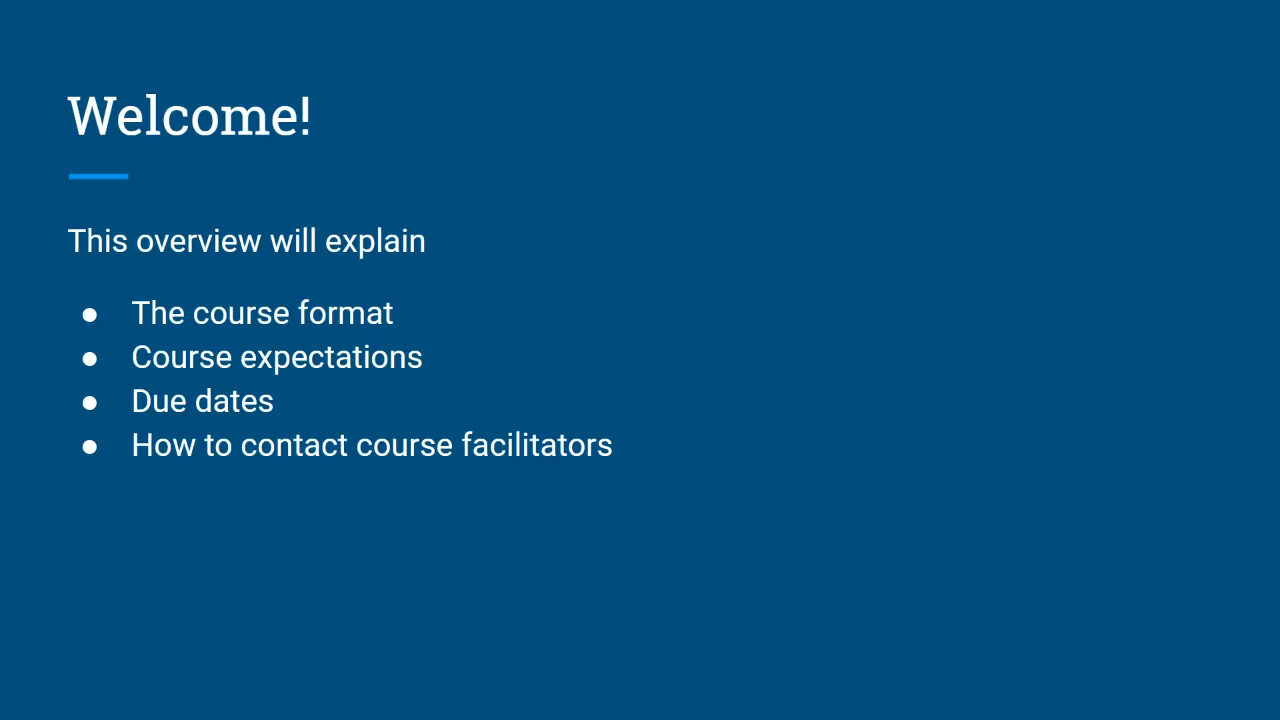 Welcome!
This overview will explain
● The course format
● Course expectations
● Due dates
● How to contact course facilitators